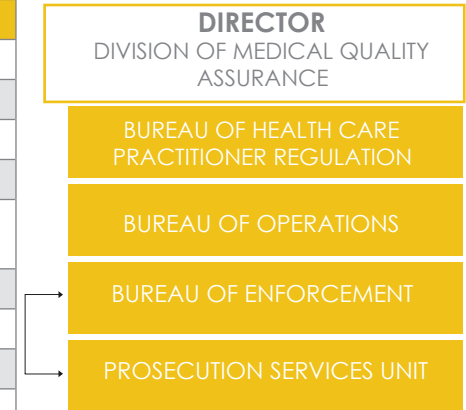 DIRECTOR
DIVISION OF MEDICAL QUALITY
ASSURANCE
BUREAU OF HEALTH CARE
PRACTITIONER REGULATION
BUREAU OF OPERATIONS
BUREAU OF ENFORCEMENT
PROSECUTION SERVICES UNIT